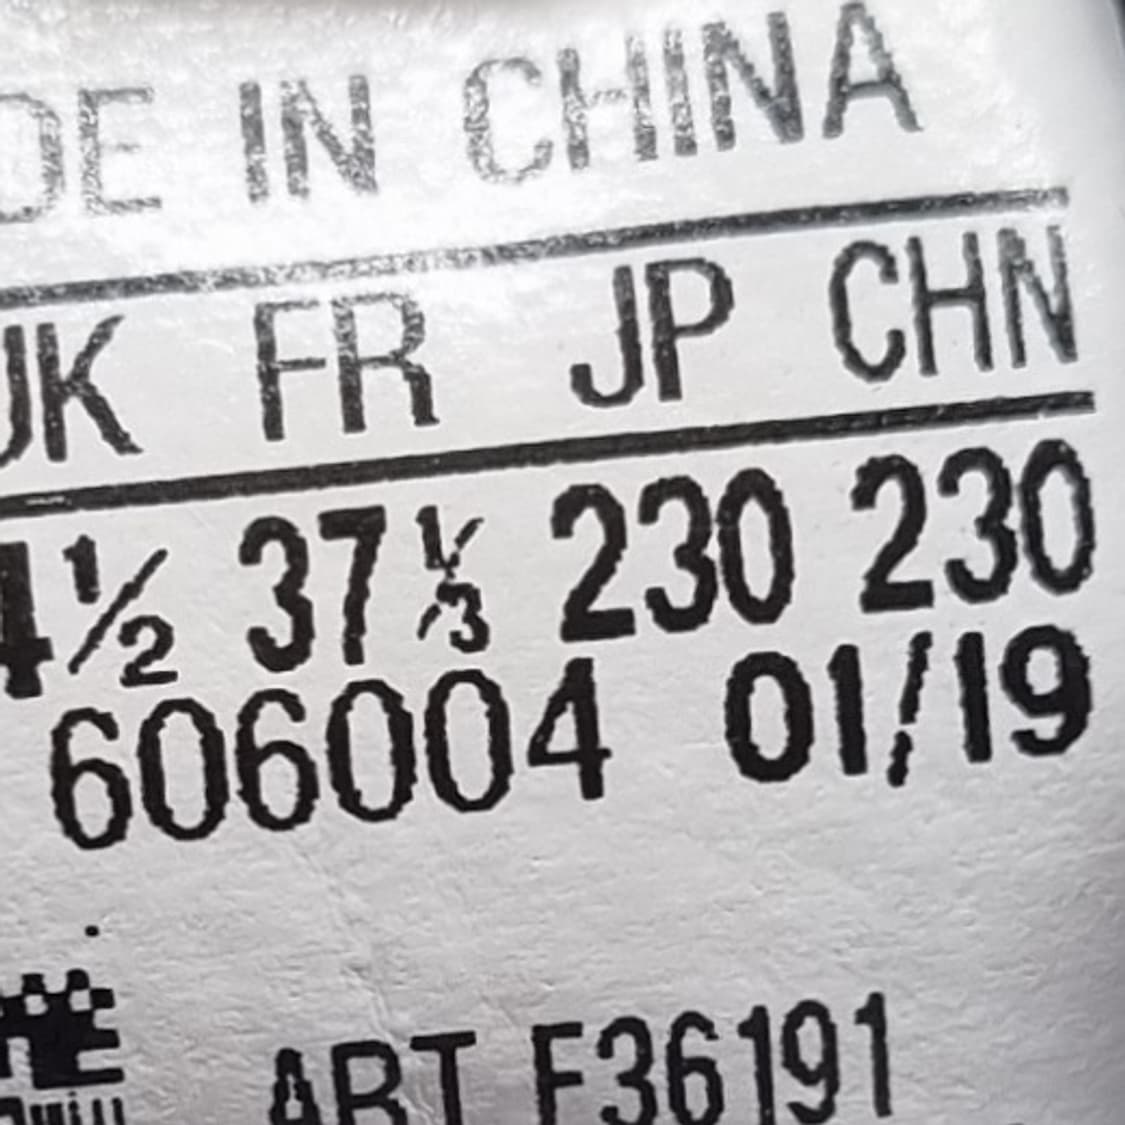 DE IN CHINA
UK FR JP CHN
4½ 37⅓ 230 230
606004 01/19
ART F36191